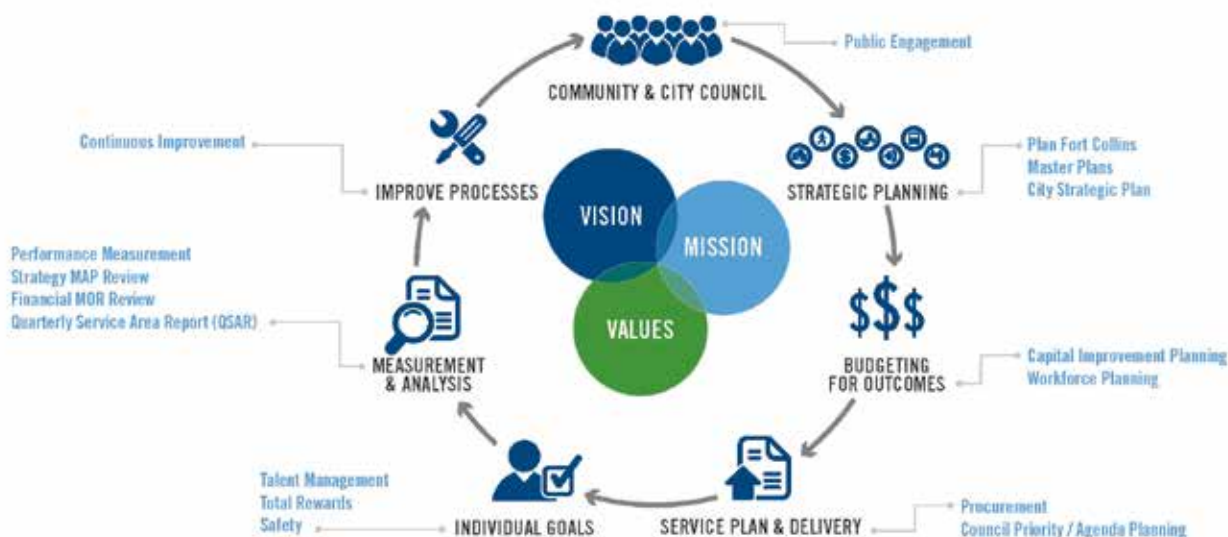 Public Engagement
COMMUNITY & CITY COUNCIL
Continuous Improvement
IMPROVE PROCESSES
Plan Fort Collins
Master Plans
City Strategic Plan
STRATEGIC PLANNING
VISION
MISSION
VALUES
Performance Measurement
Strategy MAP Review
Financial MOR Review
Quarterly Service Area Report (QSAR)
MEASUREMENT
& ANALYSIS
$$$
BUDGETING
FOR OUTCOMES
Capital Improvement Planning
Workforce Planning
Talent Management
Total Rewards
Safety
INDIVIDUAL GOALS
SERVICE PLAN & DELIVERY
Procurement
Council Priority / Agenda Planning